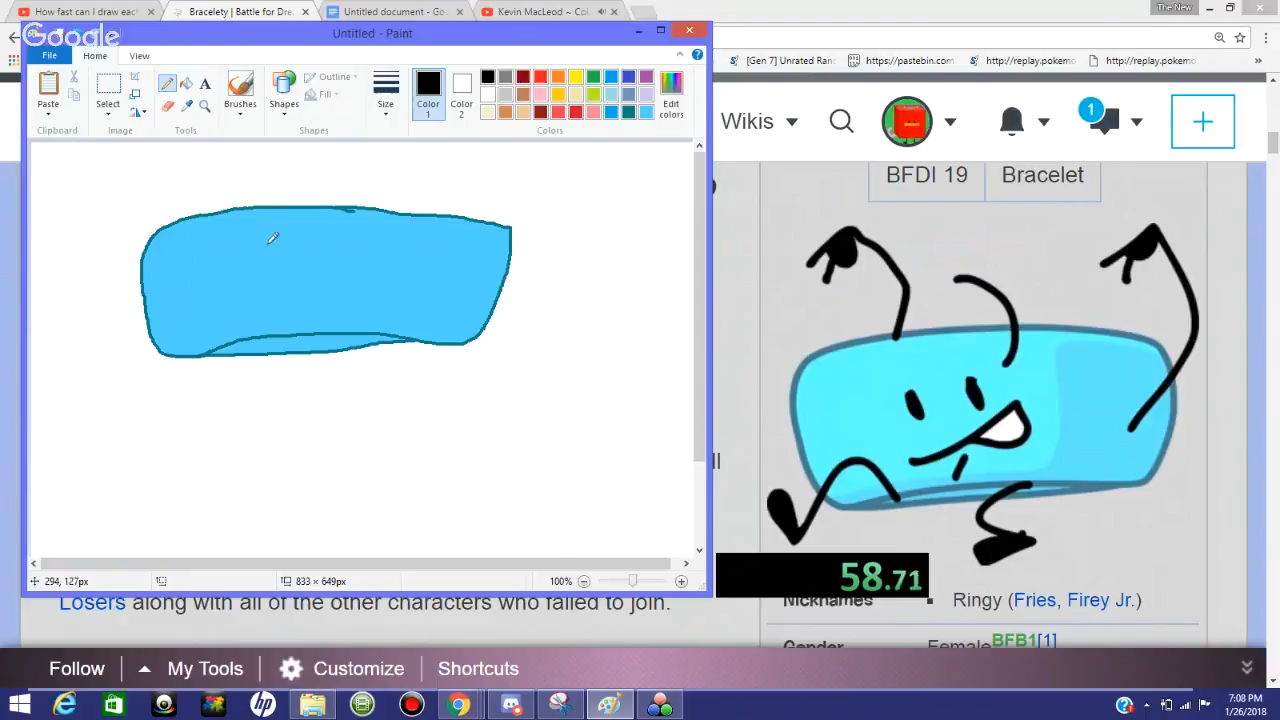 How fast can I draw eac
Bracelety | Battle for Dre
Untitled document - Go
Kevin MacLeod ~ Co
The New
Google
Untitled - Paint
File
Home
View
[Gen 7] Unrated Ran
https://pastebin.com
http://replay.pokemo
http://replay.pokemo
Paste
Select
Brushes
Shapes
Outline
Fill
Size
Color
1
Color
2
Edit
colors
Clipboard
Image
Tools
Shapes
Colors
Wikis
1
BFDI 19
Bracelet
294, 127px
833 × 649px
100%
58.71
Losers along with all of the other characters who failed to join.
Nicknames
Ringy (Fries, Firey Jr.)
Gender
Female BFB1[1]
Follow
My Tools
Customize
Shortcuts
7:08 PM
1/26/2018